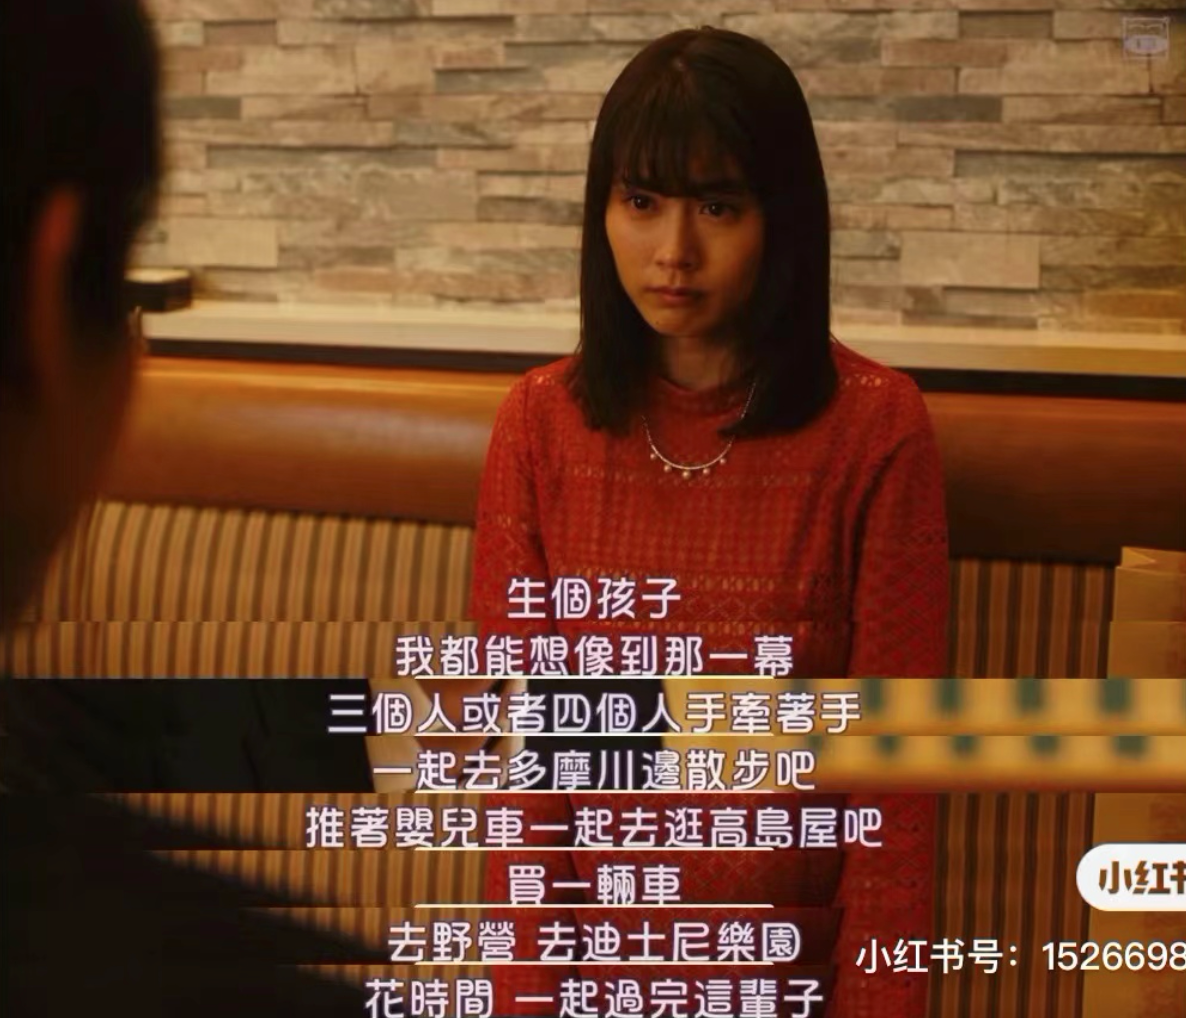 生個孩子
我都能想像到那一幕
三個人或者四個人手牽著手
一起去多摩川邊散步吧
推著嬰兒車一起去逛高島屋吧
買一輛車
去野營 去迪士尼樂園
花時間 一起過完這輩子
小红书
小红书号：1526698